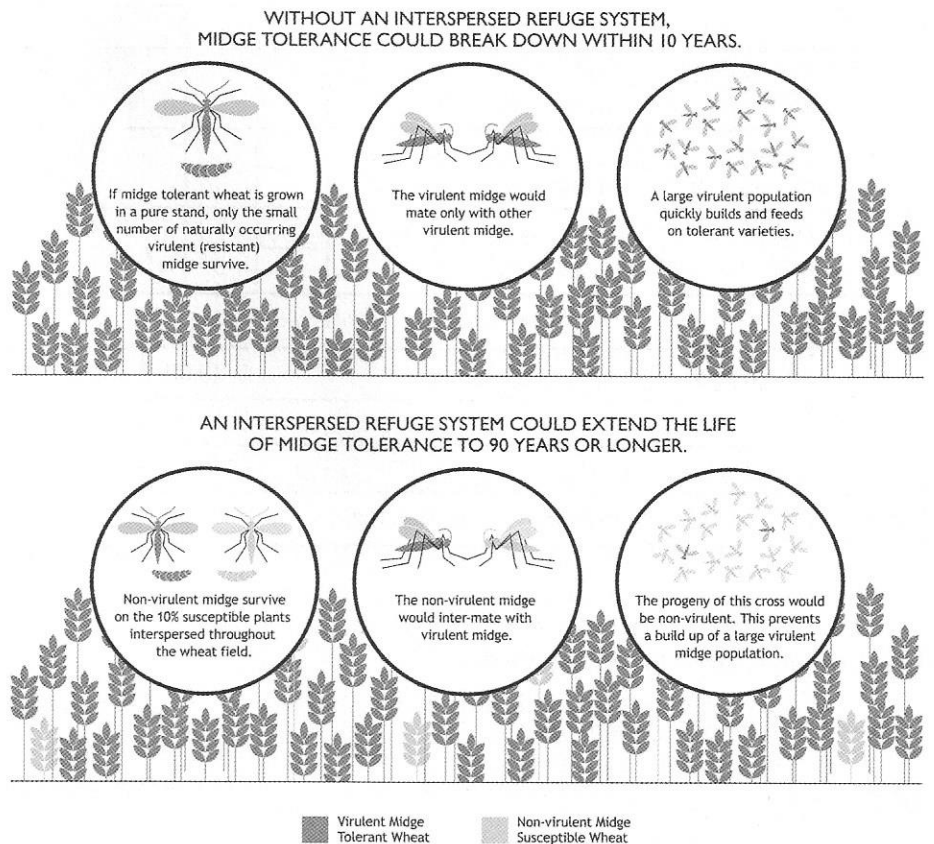 WITHOUT AN INTERSPERSED REFUGE SYSTEM,
MIDGE TOLERANCE COULD BREAK DOWN WITHIN 10 YEARS.
If midge tolerant wheat is grown
in a pure stand, only the small
number of naturally occurring
virulent (resistant)
midge survive.
The virulent midge would
mate only with other
virulent midge.
A large virulent population
quickly builds and feeds
on tolerant varieties.
AN INTERSPERSED REFUGE SYSTEM COULD EXTEND THE LIFE
OF MIDGE TOLERANCE TO 90 YEARS OR LONGER.
Non-virulent midge survive
on the 10% susceptible plants
interspersed throughout
the wheat field.
The non-virulent midge
would inter-mate with
virulent midge.
The progeny of this cross would
be non-virulent. This prevents
a build up of a large virulent
midge population.
Virulent Midge
Tolerant Wheat
Non-virulent Midge
Susceptible Wheat